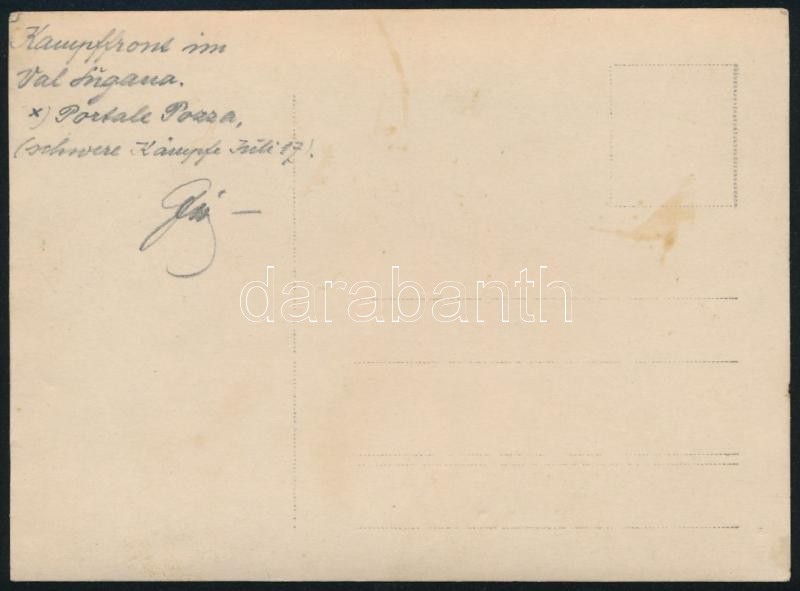 Kampffront im
Val Sugana.
x) Portale Pozza,
(schwere Kämpfe Juli 17!.
darabanth